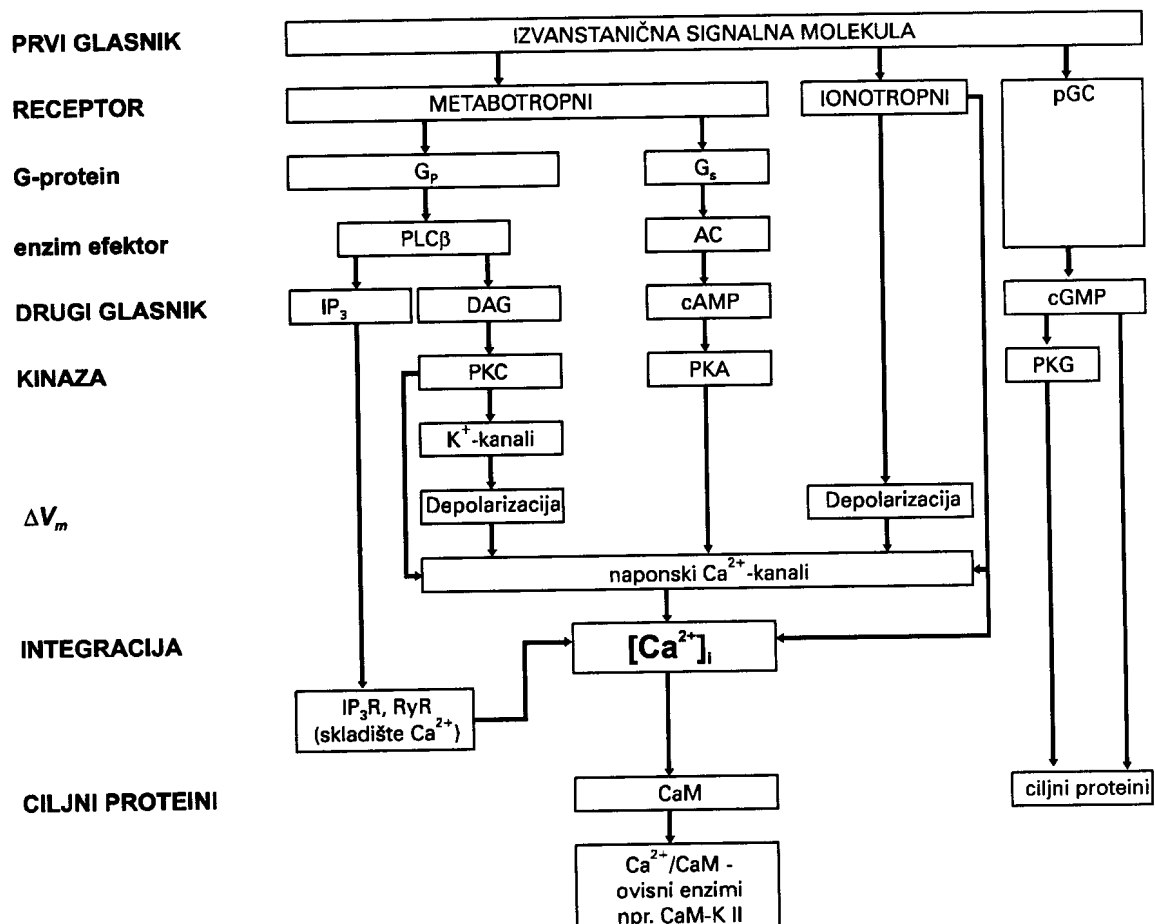 IZVANSTANIČNA SIGNALNA MOLEKULA
PRVI GLASNIK
RECEPTOR
METABOTROPNI
IONOTROPNI
pGC
G-protein
Gₚ
Gₛ
enzim efektor
PLCβ
AC
DRUGI GLASNIK
IP₃
DAG
cAMP
cGMP
KINAZA
PKC
PKA
PKG
K⁺-kanali
ΔVₘ
Depolarizacija
Depolarizacija
naponski Ca²⁺-kanali
INTEGRACIJA
[Ca²⁺]ᵢ
IP₃R, RyR
(skladište Ca²⁺)
CILJNI PROTEINI
CaM
ciljni proteini
Ca²⁺/CaM -
ovisni enzimi
npr. CaM-K II